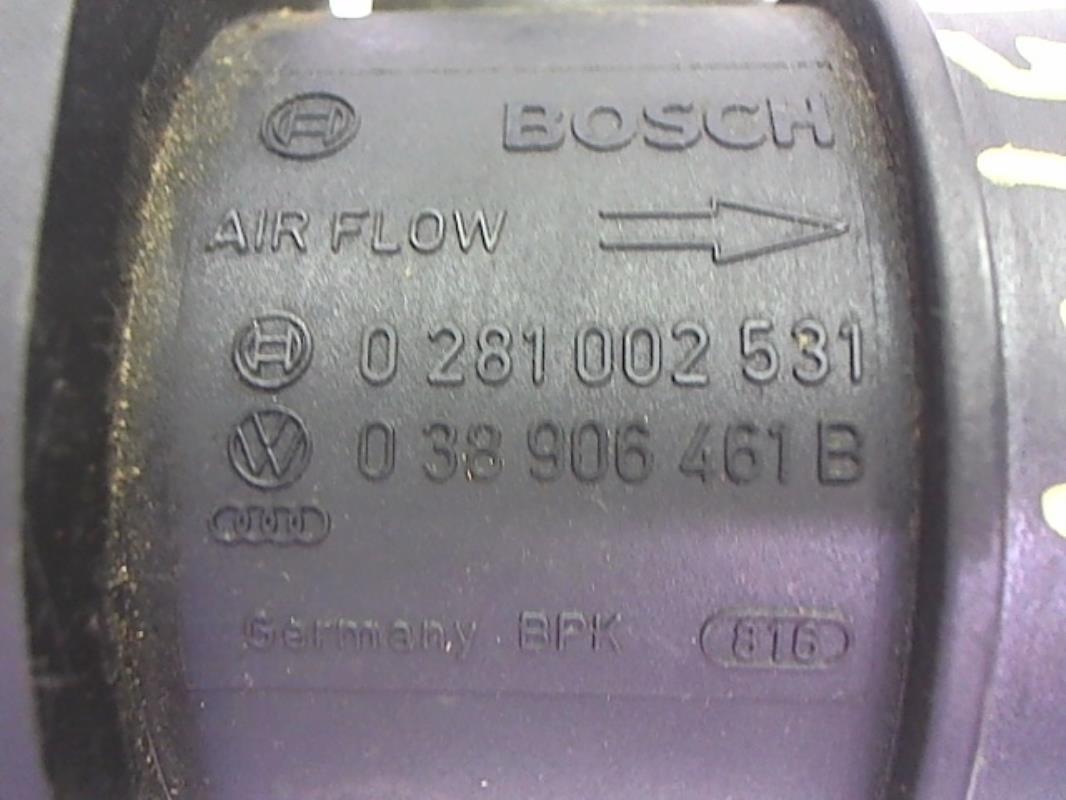 BOSCH
AIR FLOW
0 281 002 531
0 38 906 461 B
Germany BPK 816